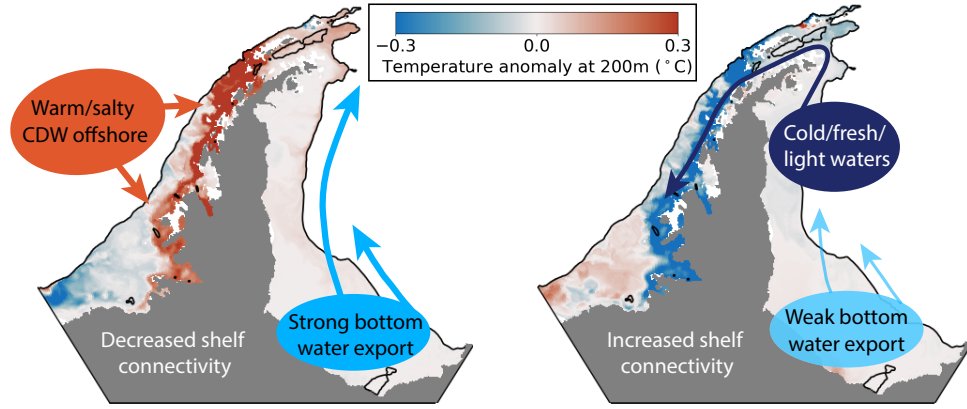 −0.3 0.0 0.3
Temperature anomaly at 200m (°C)
Warm/salty
CDW offshore
Strong bottom
water export
Decreased shelf
connectivity
Cold/fresh/
light waters
Weak bottom
water export
Increased shelf
connectivity